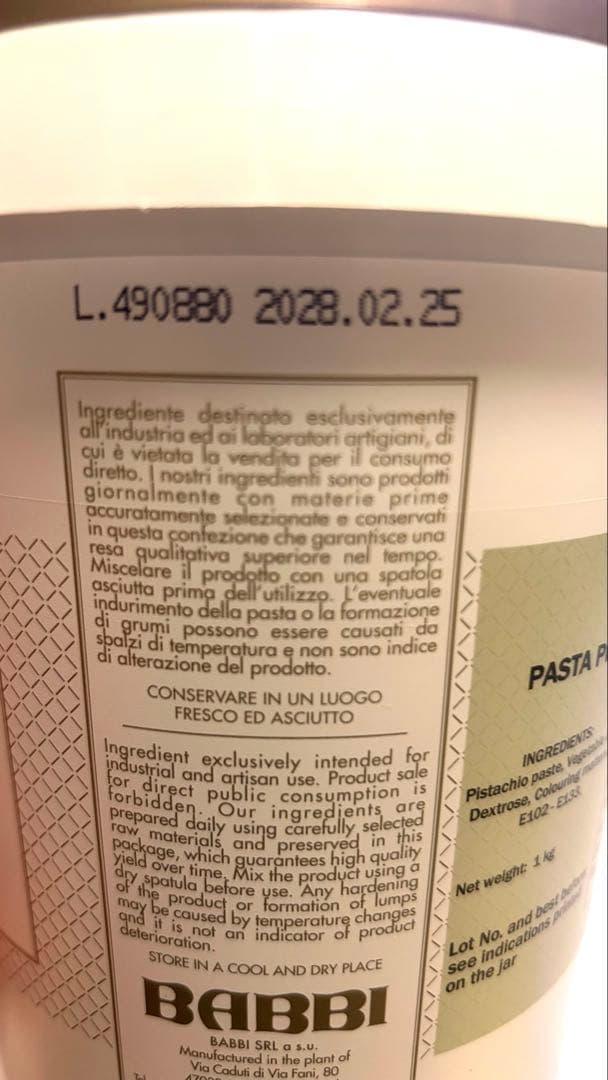 L.490880 2028.02.25
Ingrediente destinato esclusivamente
all'industria ed ai laboratori artigiani, di
cui è vietata la vendita per il consumo
diretto. I nostri ingredienti sono prodotti
giornalmente con materie prime
accuratamente selezionate e conservati
in questa confezione che garantisce una
resa qualitativa superiore nel tempo.
Miscelare il prodotto con una spatola
asciutta prima dell'utilizzo. L'eventuale
indurimento della pasta o la formazione
di grumi possono essere causati da
sbalzi di temperatura e non sono indice
di alterazione del prodotto.
CONSERVARE IN UN LUOGO
FRESCO ED ASCIUTTO
Ingredient exclusively intended for
industrial and artisan use. Product sale
for direct public consumption is
forbidden. Our ingredients are
prepared daily using carefully selected
raw materials and preserved in this
package, which guarantees high quality
yield over time. Mix the product using a
dry spatula before use. Any hardening
of the product or formation of lumps
may be caused by temperature changes
and it is not an indicator of product
deterioration.
STORE IN A COOL AND DRY PLACE
BABBI
BABBI SRL a s.u.
Manufactured in the plant of
Via Caduti di Via Fani, 80
PASTA
INGREDIENTS:
Pistachio paste,
Dextrose, Colouring
E102 - E133.
Net weight: 1 kg
Lot No. and best before
see indications
on the jar